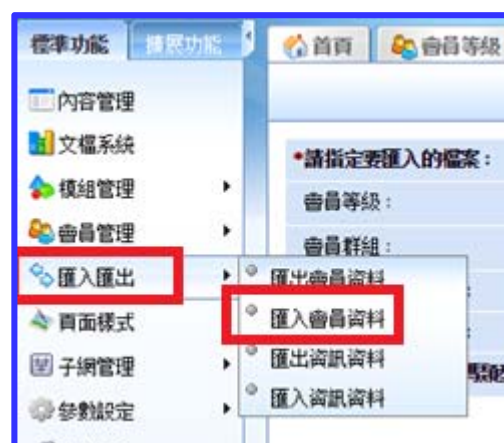 標準功能
擴展功能
首頁
會員等級
內容管理
文檔系統
模組管理
會員管理
匯入匯出
頁面樣式
子網管理
參數設定
•請指定要匯入的檔案：
會員等級：
會員群組：
匯出會員資料
匯入會員資料
匯出資訊資料
匯入資訊資料